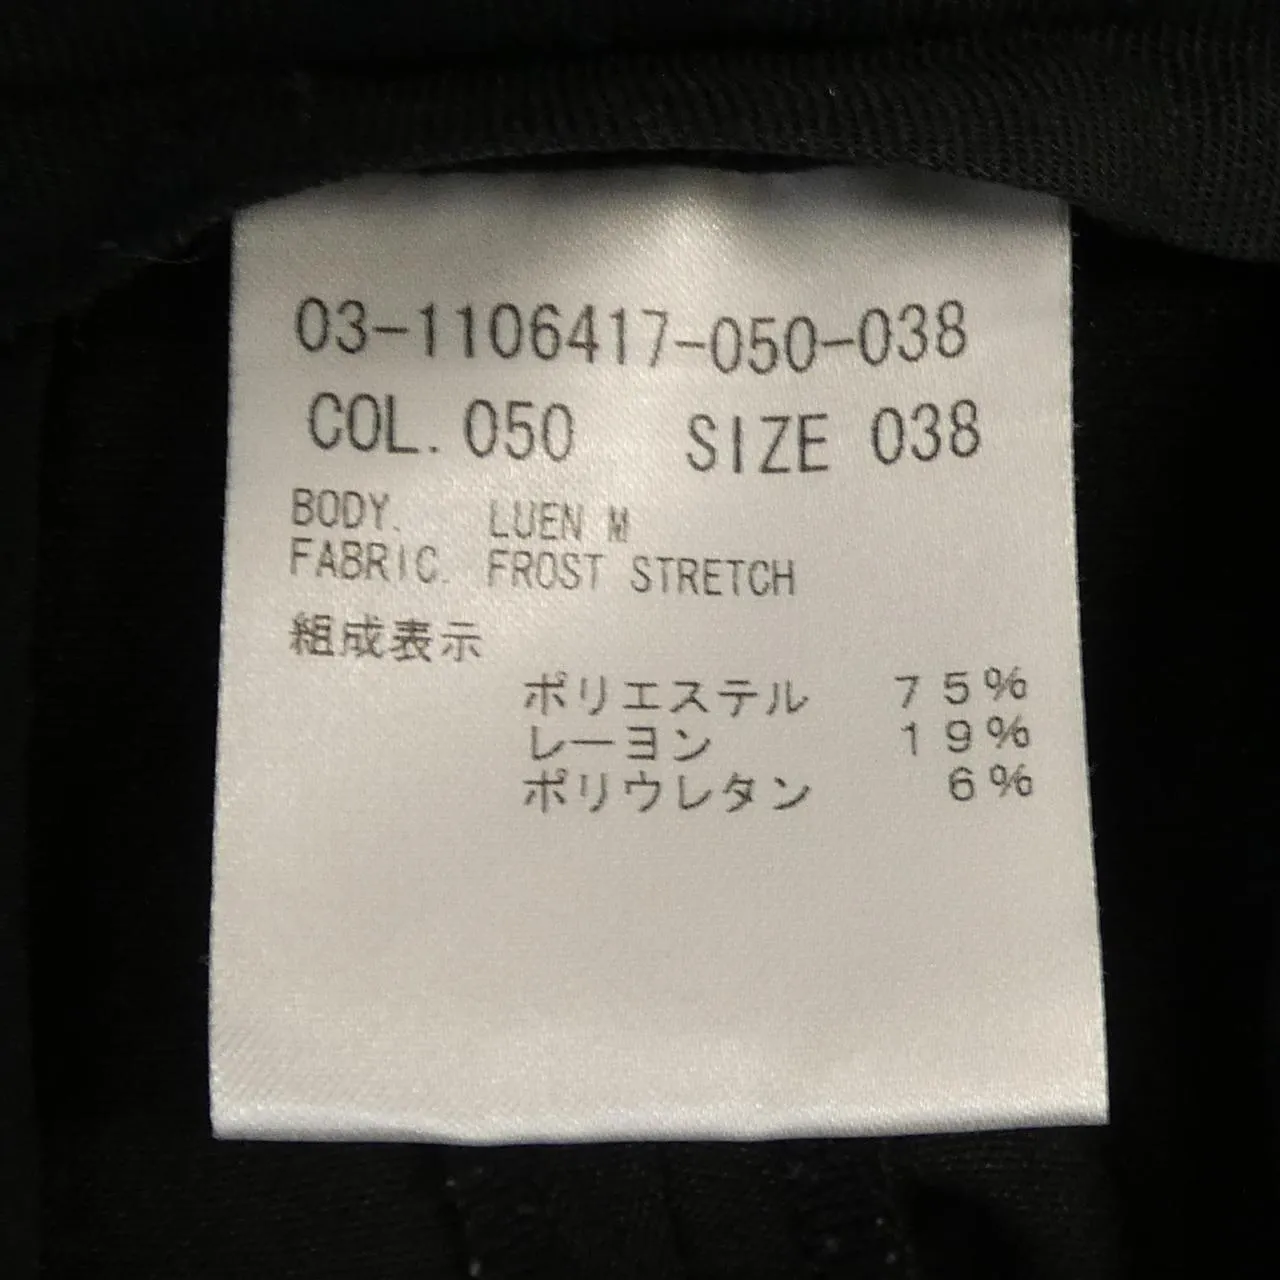 03-1106417-050-038
COL. 050 SIZE 038
BODY. LUEN M
FABRIC. FROST STRETCH
組成表示
ポリエステル 75%
レーヨン 19%
ポリウレタン 6%